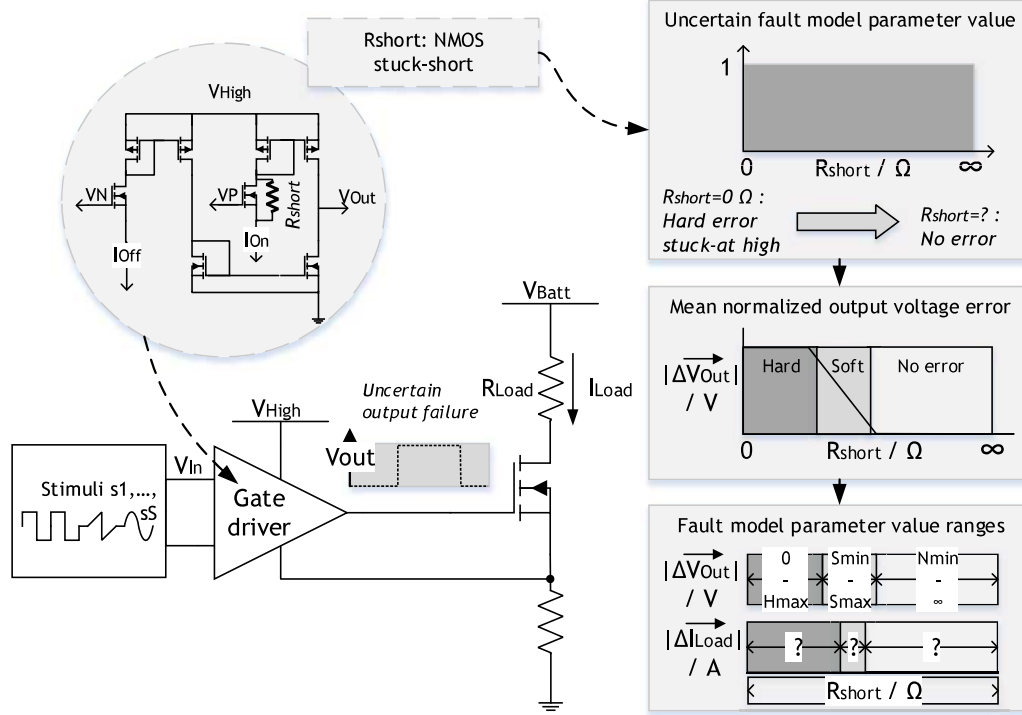 Rshort: NMOS
stuck-short
VHigh
VN
VP
Rshort
VOut
IOff
IOn
Uncertain fault model parameter value
1
0
Rshort / Ω
∞
Rshort=0 Ω :
Hard error
stuck-at high
Rshort=? :
No error
Mean normalized output voltage error
|ΔVOut|
/ V
Hard
Soft
No error
0
Rshort / Ω
∞
Fault model parameter value ranges
|ΔVOut|
/ V
0
-
Hmax
Smin
-
Smax
Nmin
-
∞
|ΔILoad|
/ A
?
?
?
Rshort / Ω
VBatt
RLoad
ILoad
Uncertain
output failure
Vout
VHigh
VIn
Stimuli s1,...,
sS
Gate
driver